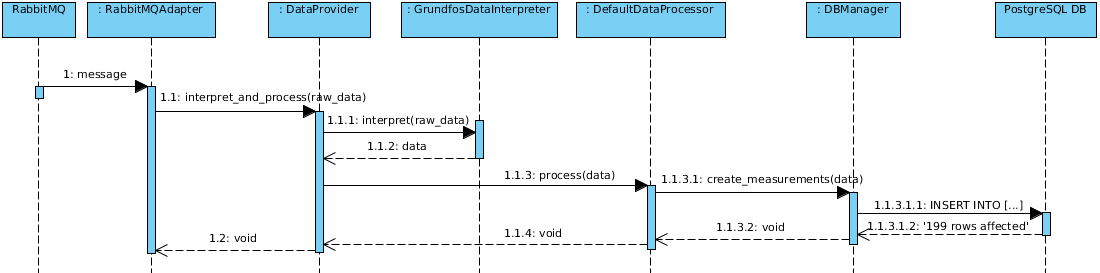 RabbitMQ
: RabbitMQAdapter
: DataProvider
: GrundfosDataInterpreter
: DefaultDataProcessor
: DBManager
PostgreSQL DB
1: message
1.1: interpret_and_process(raw_data)
1.1.1: interpret(raw_data)
1.1.2: data
1.1.3: process(data)
1.1.3.1: create_measurements(data)
1.1.3.1.1: INSERT INTO [...]
1.1.3.1.2: '199 rows affected'
1.1.3.2: void
1.1.4: void
1.2: void